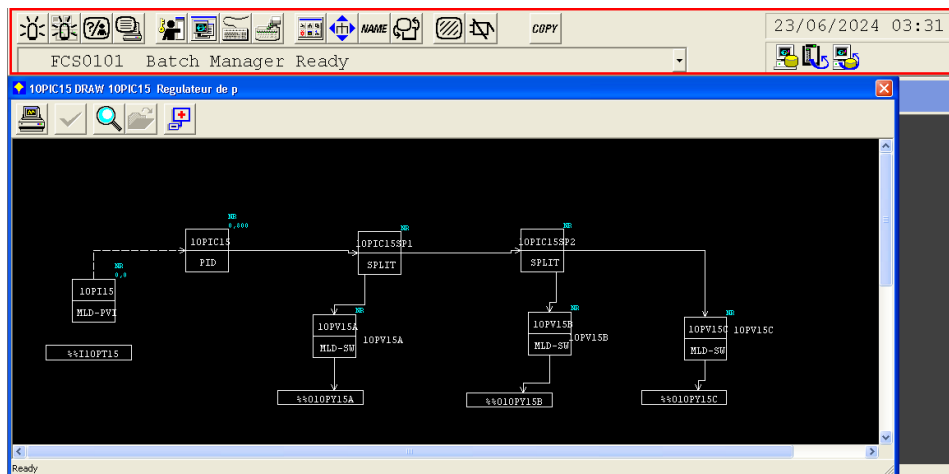 NAME
COPY
23/06/2024 03:31
FCS0101 Batch Manager Ready
10PIC15 DRAW 10PIC15 Regulateur de p
NR
0,800
10PIC15
PID
NR
10PIC15SP1
SPLIT
NR
10PIC15SP2
SPLIT
NR
0,0
10PI15
MLD-PVI
%%I10PT15
NR
10PV15A
MLD-SW
10PV15A
%%O10PY15A
NR
10PV15B
MLD-SW
10PV15B
%%O10PY15B
NR
10PV15C
MLD-SW
10PV15C
%%O10PY15C
Ready